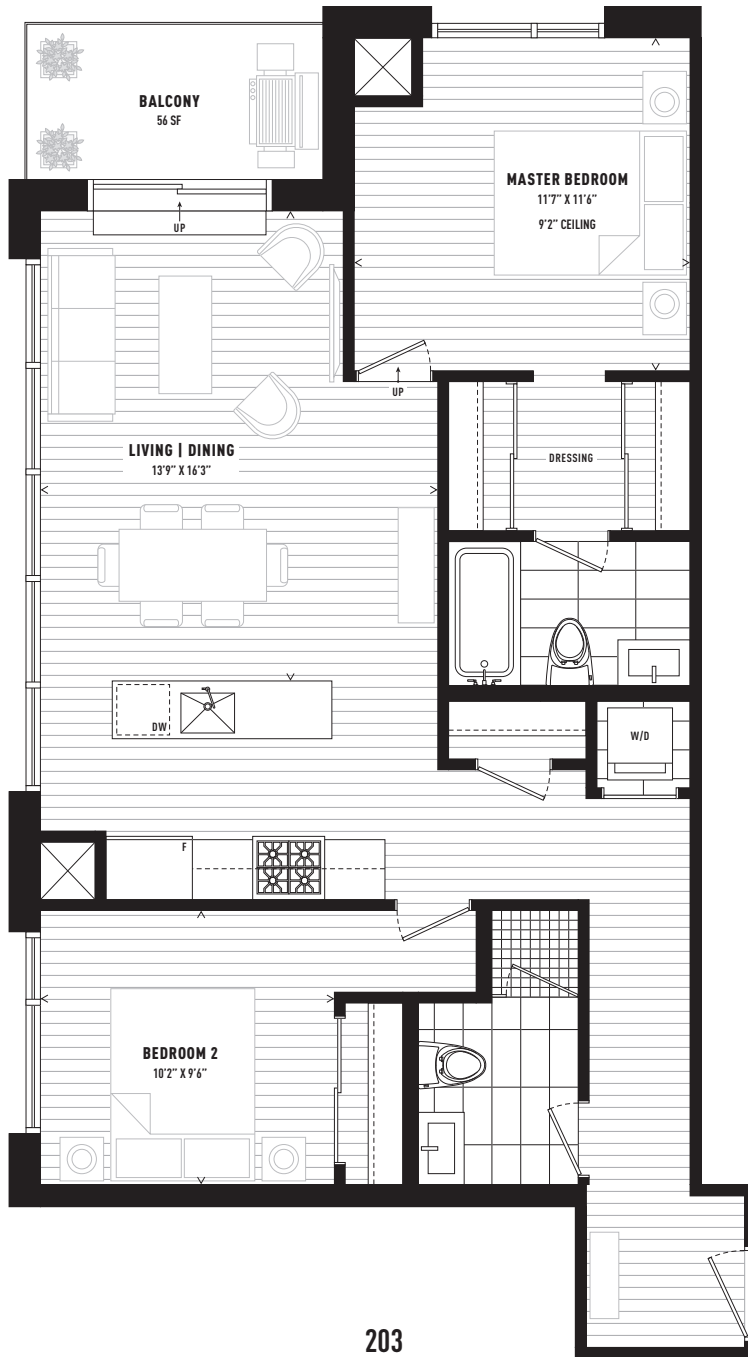 BALCONY
56 SF
MASTER BEDROOM
11'7" X 11'6"
9'2" CEILING
UP
UP
LIVING | DINING
13'9" X 16'3"
DRESSING
DW
W/D
F
BEDROOM 2
10'2" X 9'6"
203